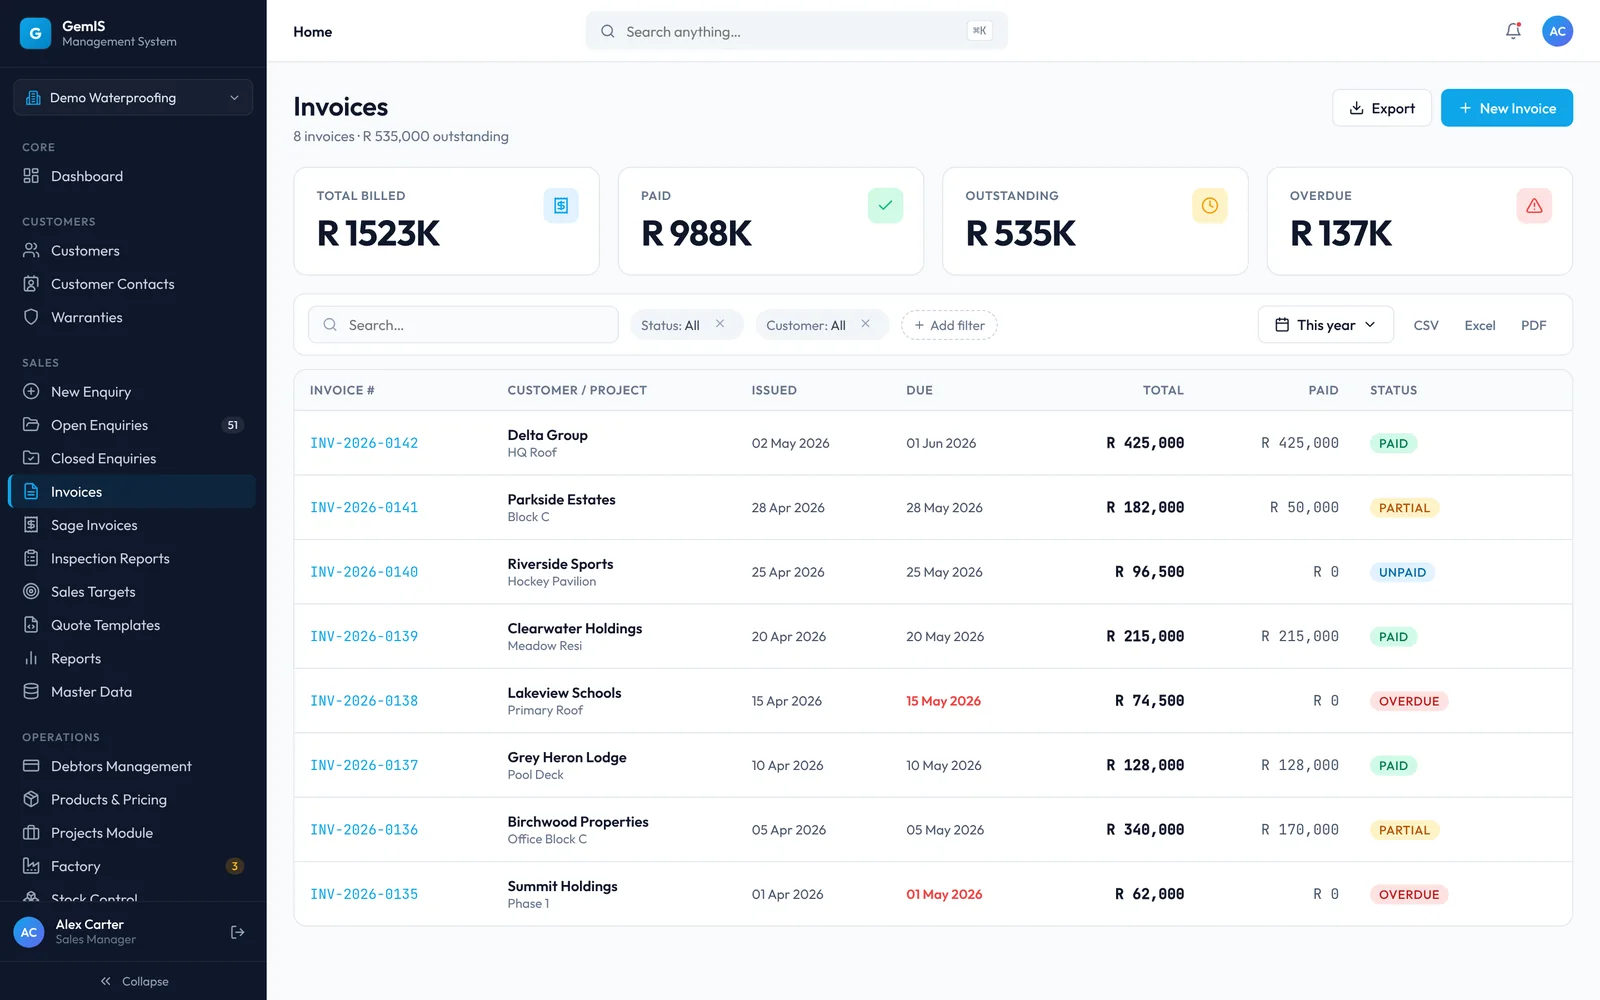 G
GemIS
Management System
Demo Waterproofing
CORE
Dashboard
CUSTOMERS
Customers
Customer Contacts
Warranties
SALES
New Enquiry
Open Enquiries 51
Closed Enquiries
Invoices
Sage Invoices
Inspection Reports
Sales Targets
Quote Templates
Reports
Master Data
OPERATIONS
Debtors Management
Products & Pricing
Projects Module
Factory 3
Stock Control
AC
Alex Carter
Sales Manager
Collapse
Home
Search anything...
⌘K
AC
Invoices
8 invoices · R 535,000 outstanding
Export
+ New Invoice
TOTAL BILLED
R 1523K
PAID
R 988K
OUTSTANDING
R 535K
OVERDUE
R 137K
Search...
Status: All ×
Customer: All ×
+ Add filter
This year
CSV
Excel
PDF
INVOICE # CUSTOMER / PROJECT ISSUED DUE TOTAL PAID STATUS
INV-2026-0142 Delta Group 02 May 2026 01 Jun 2026 R 425,000 R 425,000 PAID
HQ Roof
INV-2026-0141 Parkside Estates 28 Apr 2026 28 May 2026 R 182,000 R 50,000 PARTIAL
Block C
INV-2026-0140 Riverside Sports 25 Apr 2026 25 May 2026 R 96,500 R 0 UNPAID
Hockey Pavilion
INV-2026-0139 Clearwater Holdings 20 Apr 2026 20 May 2026 R 215,000 R 215,000 PAID
Meadow Resi
INV-2026-0138 Lakeview Schools 15 Apr 2026 15 May 2026 R 74,500 R 0 OVERDUE
Primary Roof
INV-2026-0137 Grey Heron Lodge 10 Apr 2026 10 May 2026 R 128,000 R 128,000 PAID
Pool Deck
INV-2026-0136 Birchwood Properties 05 Apr 2026 05 May 2026 R 340,000 R 170,000 PARTIAL
Office Block C
INV-2026-0135 Summit Holdings 01 Apr 2026 01 May 2026 R 62,000 R 0 OVERDUE
Phase 1